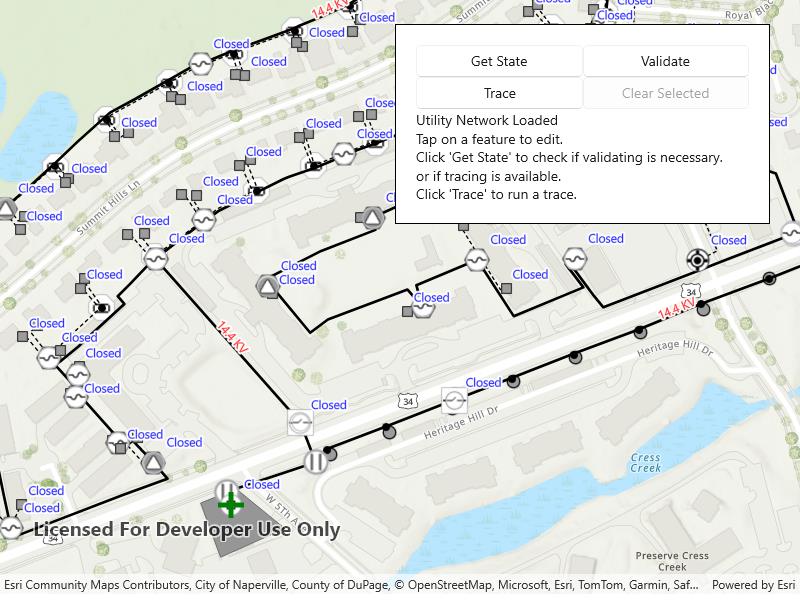 14.4 KV
Closed
Summit
Closed
Closed
Royal Blac
Closed
Closed
Get State
Validate
Trace
Clear Selected
Utility Network Loaded
Tap on a feature to edit.
Click 'Get State' to check if validating is necessary.
or if tracing is available.
Click 'Trace' to run a trace.
Closed
Closed
Closed
Closed
Closed
Closed
Closed
Closed
Closed
Summit Hills Ln
Closed
Closed
Closed
Closed
Closed
Closed
Closed
Closed
Closed
Closed
Closed
34
14.4 KV
Closed
Closed
14.4 KV
Heritage Hill Dr
Closed
Closed
Closed
Closed
34
Closed
Heritage Hill Dr
Closed
Closed
Cress
Creek
Closed
Closed
Closed
W 5th A
Licensed For Developer Use Only
34
Preserve Cress
Creek
Esri Community Maps Contributors, City of Naperville, County of DuPage, © OpenStreetMap, Microsoft, Esri, TomTom, Garmin, Saf...
Powered by Esri